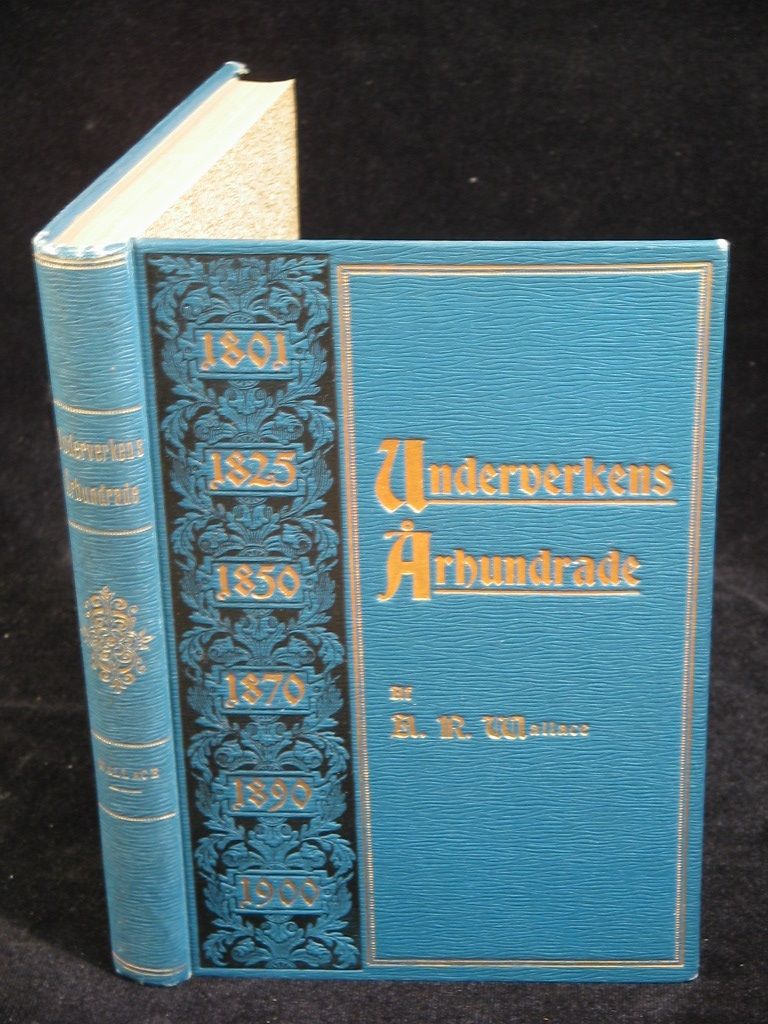 Underverkens
Århundrade
WALLACE
1801
1825
1850
1870
1890
1900
Underverkens
Århundrade
Af
A. R. Wallace